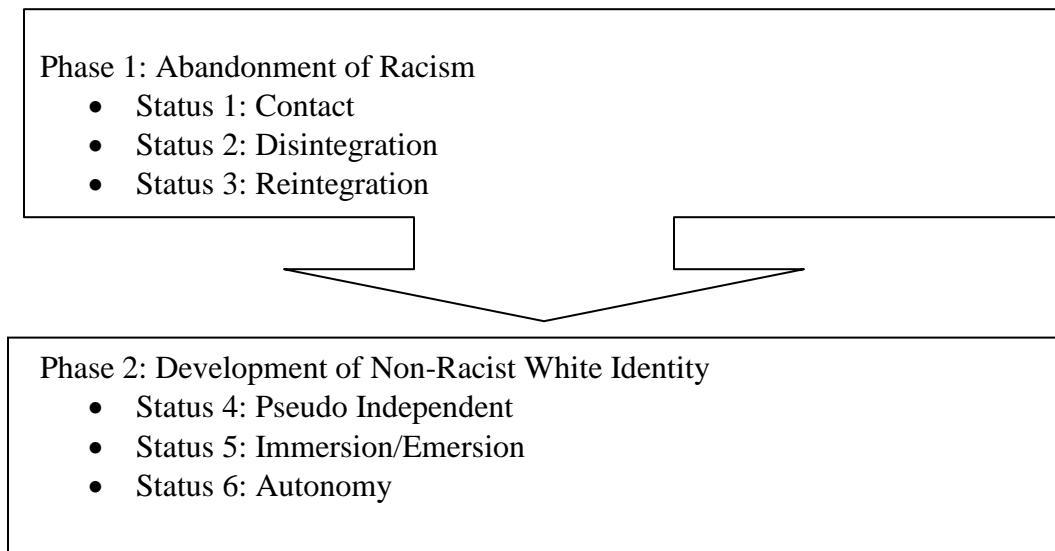 Phase 1: Abandonment of Racism
• Status 1: Contact
• Status 2: Disintegration
• Status 3: Reintegration
Phase 2: Development of Non-Racist White Identity
• Status 4: Pseudo Independent
• Status 5: Immersion/Emersion
• Status 6: Autonomy